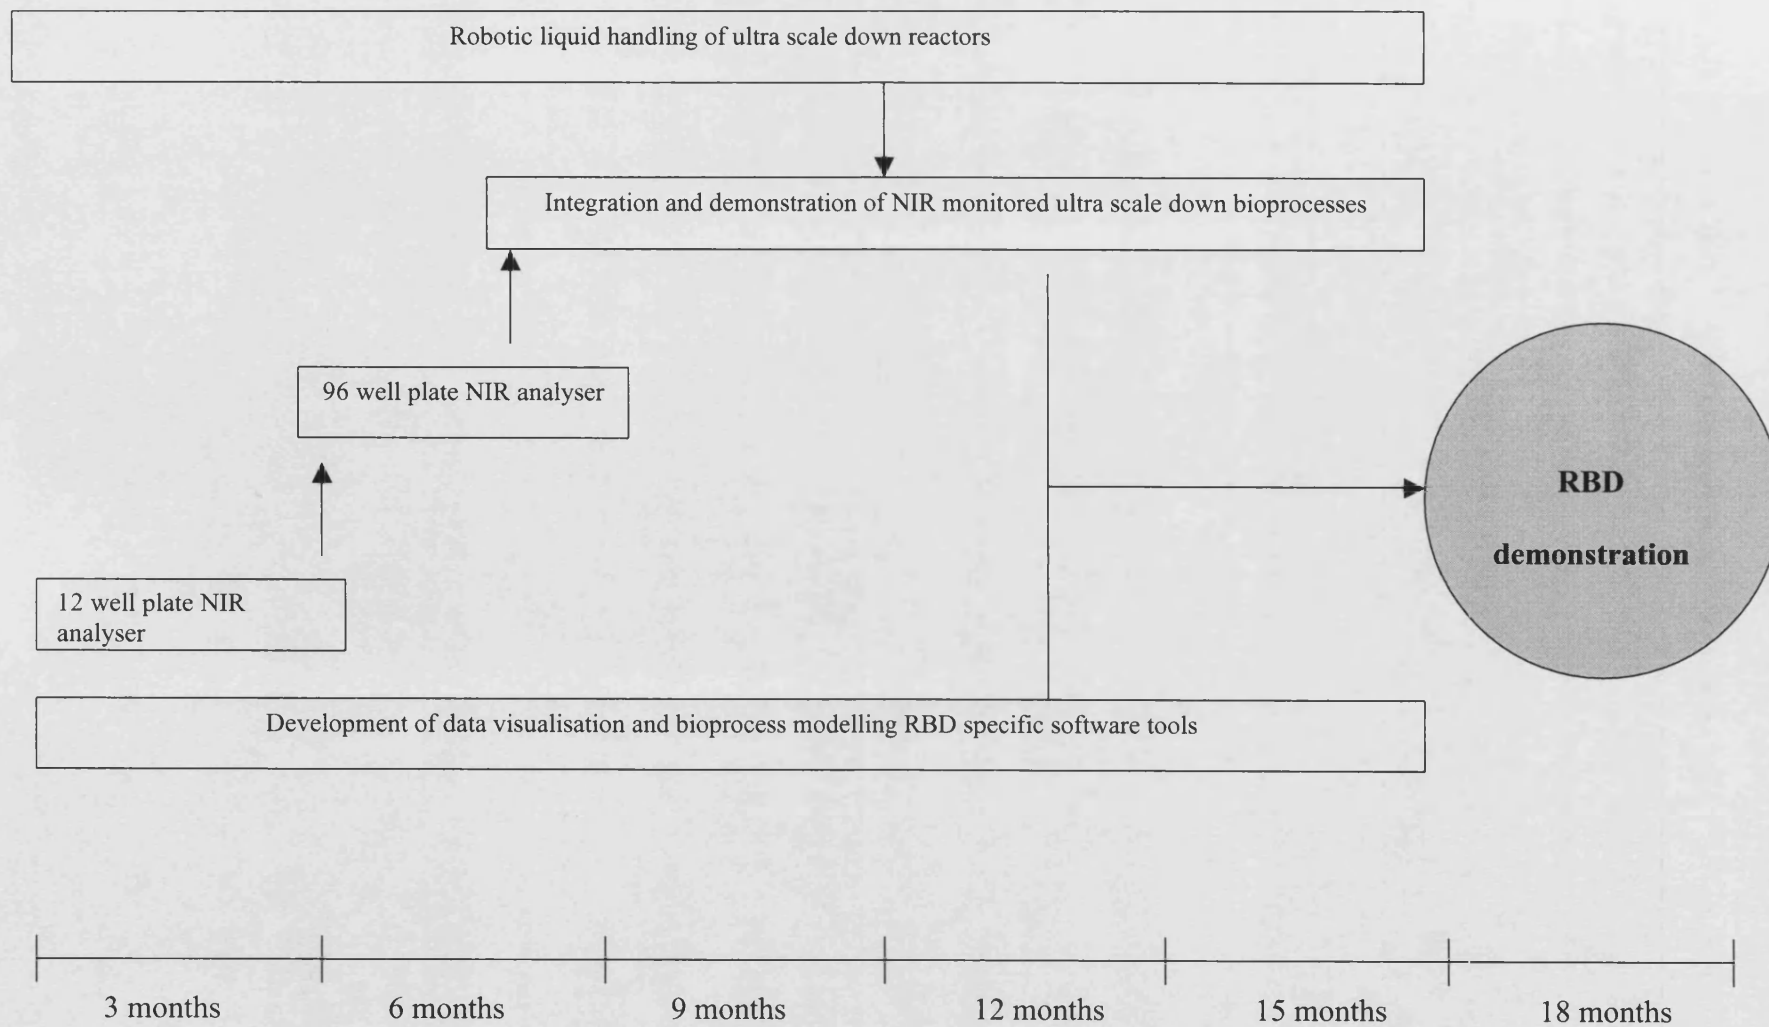 Robotic liquid handling of ultra scale down reactors
Integration and demonstration of NIR monitored ultra scale down bioprocesses
96 well plate NIR analyser
RBD
demonstration
12 well plate NIR
analyser
Development of data visualisation and bioprocess modelling RBD specific software tools
3 months
6 months
9 months
12 months
15 months
18 months